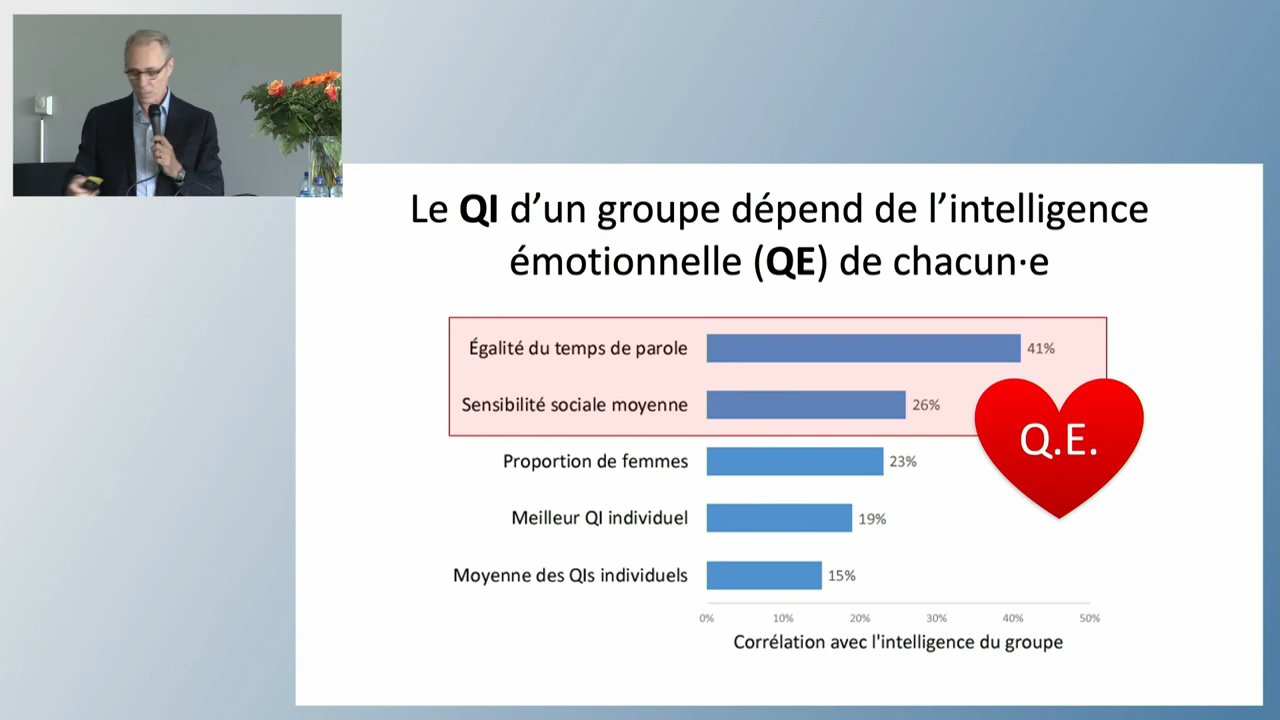 Le QI d’un groupe dépend de l’intelligence
émotionnelle (QE) de chacun·e
Égalité du temps de parole
41%
Sensibilité sociale moyenne
26%
Q.E.
Proportion de femmes
23%
Meilleur QI individuel
19%
Moyenne des QIs individuels
15%
0% 10% 20% 30% 40% 50%
Corrélation avec l'intelligence du groupe